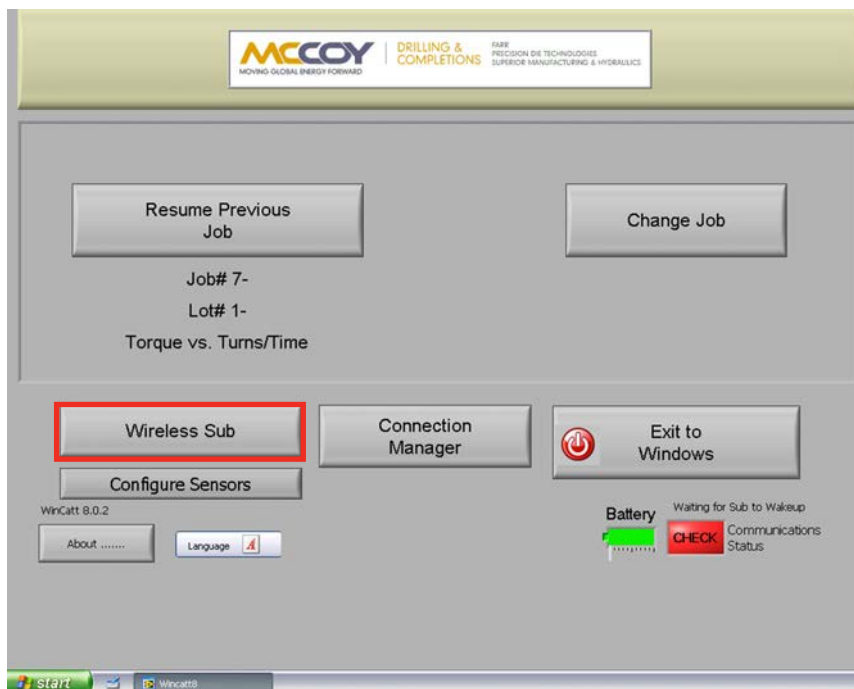 MCCOY
MOVING GLOBAL ENERGY FORWARD
DRILLING &
COMPLETIONS
FARR
PRECISION DIE TECHNOLOGIES
SUPERIOR MANUFACTURING & HYDRAULICS
Resume Previous
Job
Change Job
Job# 7-
Lot# 1-
Torque vs. Turns/Time
Wireless Sub
Connection
Manager
Exit to
Windows
Configure Sensors
WinCatt 8.0.2
About .......
Language A
Battery
Waiting for Sub to Wakeup
CHECK
Communications
Status
start
Wincatt8